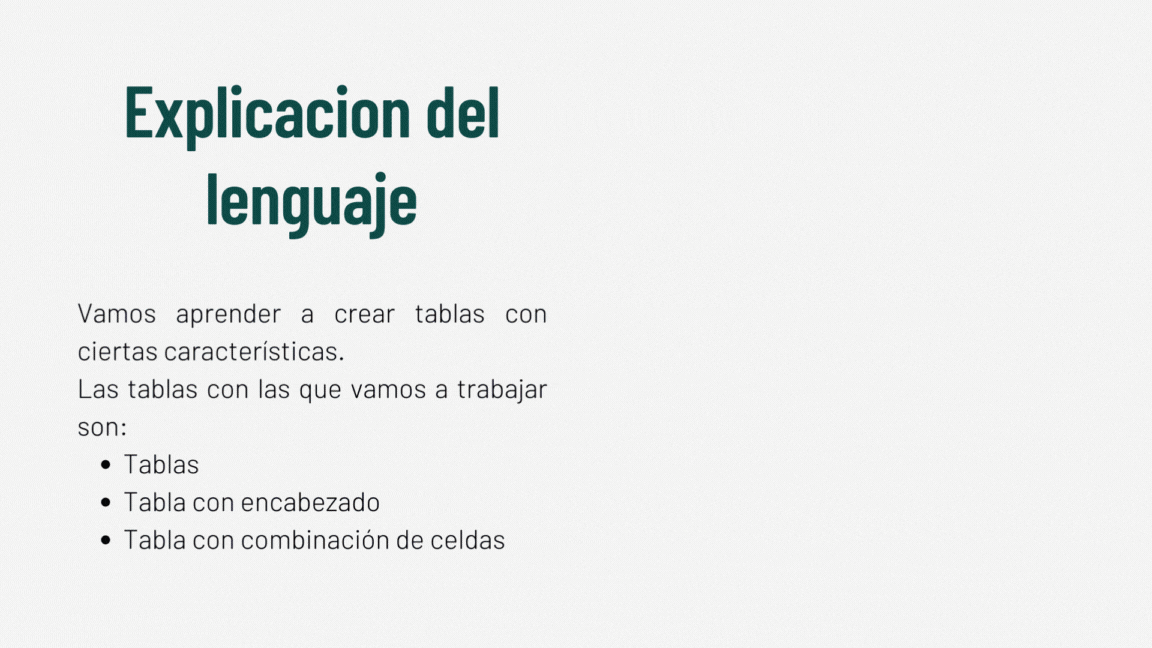 Explicacion del
lenguaje
Vamos aprender a crear tablas con
ciertas características.
Las tablas con las que vamos a trabajar
son:
• Tablas
• Tabla con encabezado
• Tabla con combinación de celdas